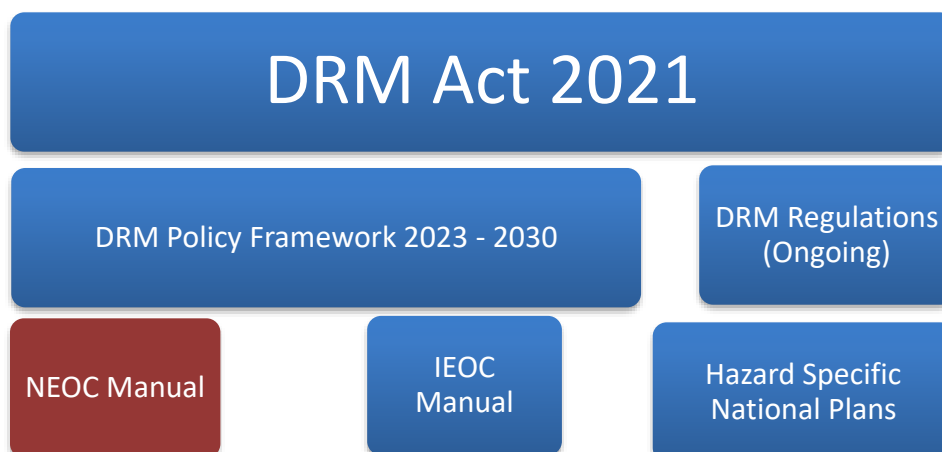 DRM Act 2021
DRM Policy Framework 2023 - 2030
DRM Regulations
(Ongoing)
NEOC Manual
IEOC
Manual
Hazard Specific
National Plans